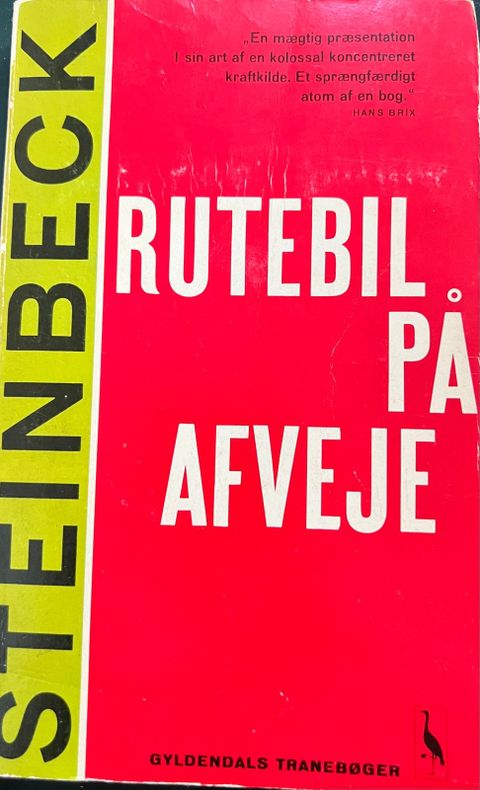 „En mægtig præsentation
I sin art af en kolossal koncentreret
kraftkilde. Et sprængfærdigt
atom af en bog.“
HANS BRIX
STEINBECK
RUTEBIL
PÅ
AFVEJE
GYLDENDALS TRANEBØGER